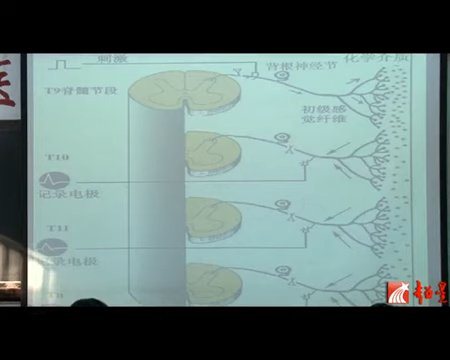 刺激
化学介质
背根神经节
T9脊髓节段
初级感
觉纤维
T10
记录电极
T11
记录电极
医